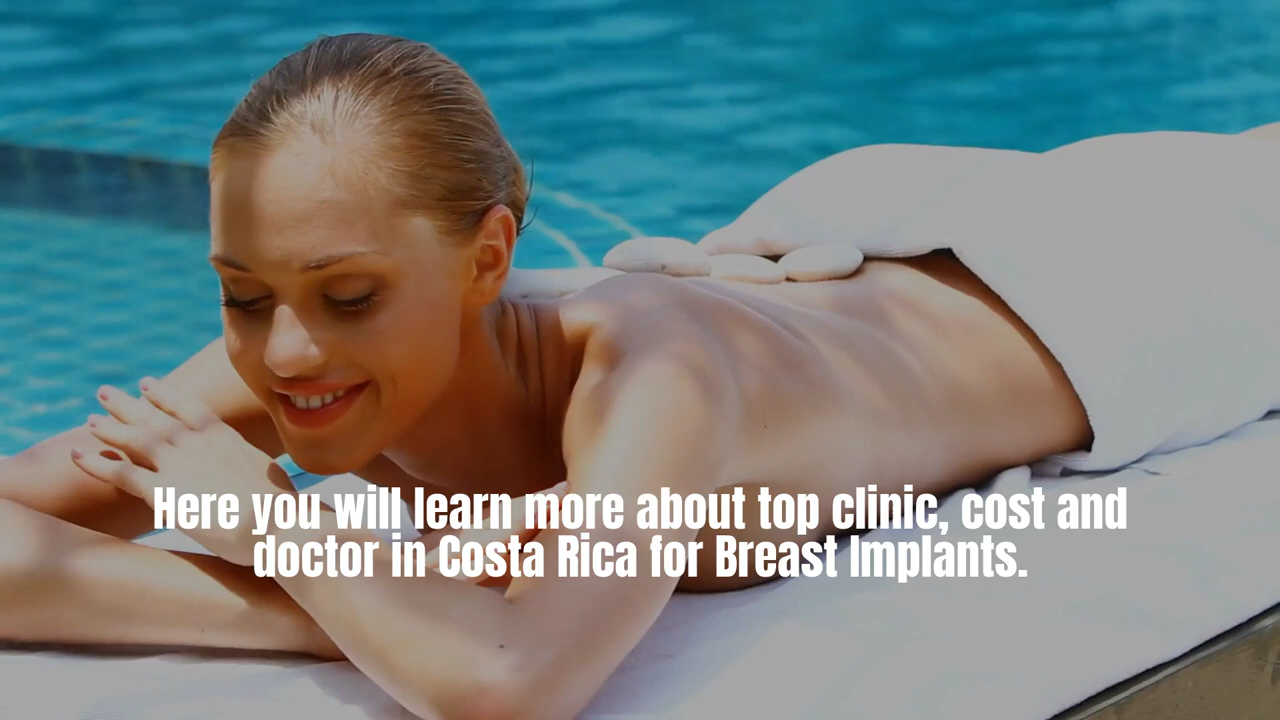 Here you will learn more about top clinic, cost and
doctor in Costa Rica for Breast Implants.